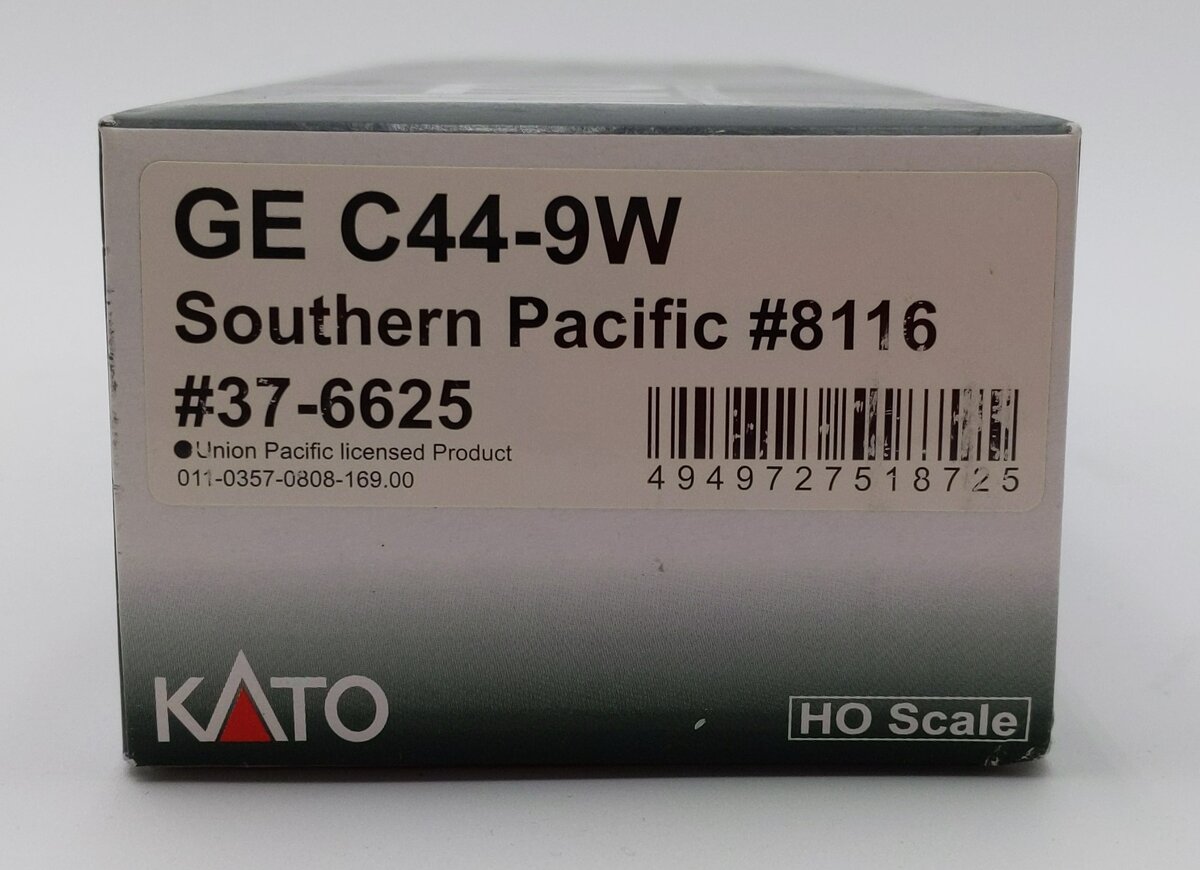 GE C44-9W
Southern Pacific #8116
#37-6625
●Union Pacific licensed Product
011-0357-0808-169.00
4949727518725
KATO
HO Scale